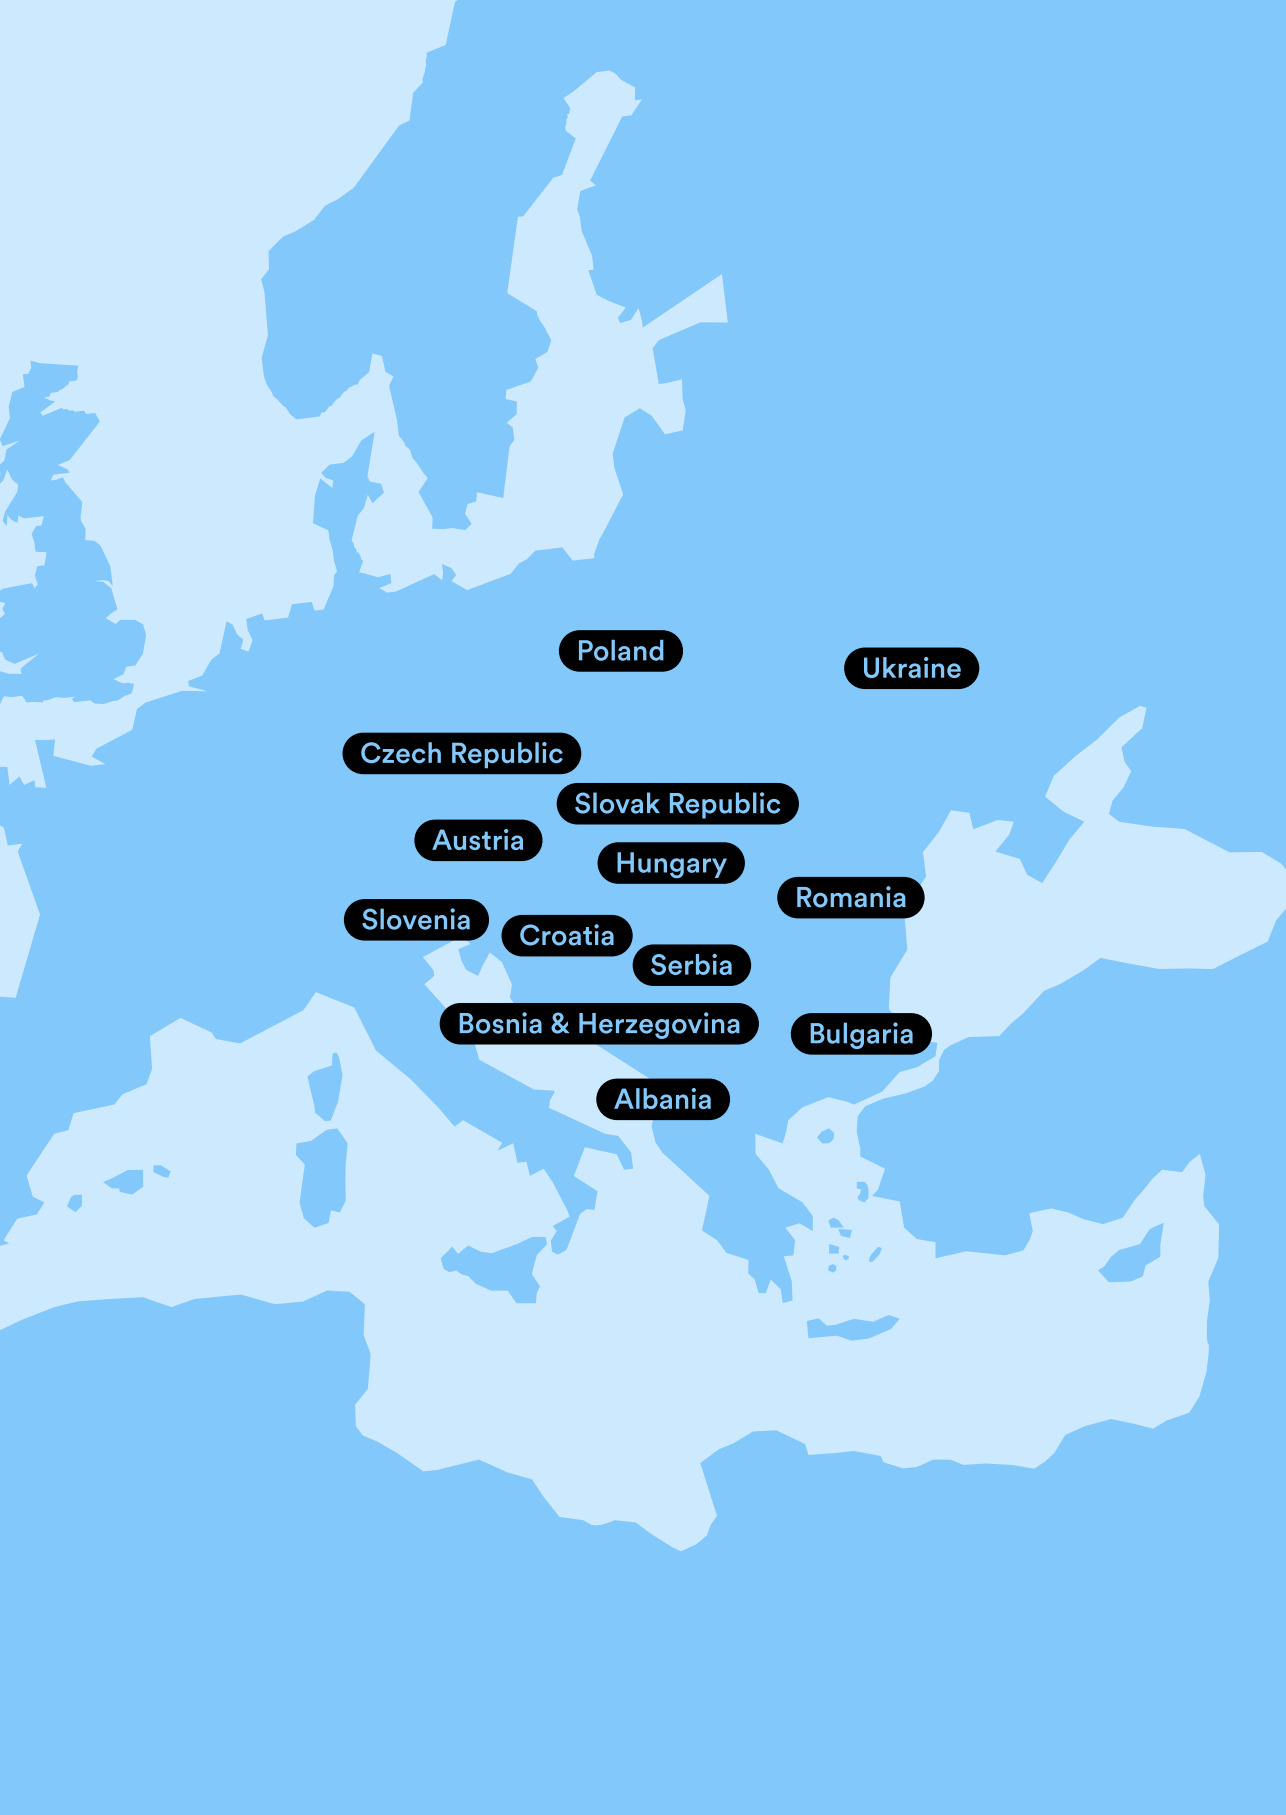 Poland
Ukraine
Czech Republic
Slovak Republic
Austria
Hungary
Romania
Slovenia
Croatia
Serbia
Bosnia & Herzegovina
Bulgaria
Albania